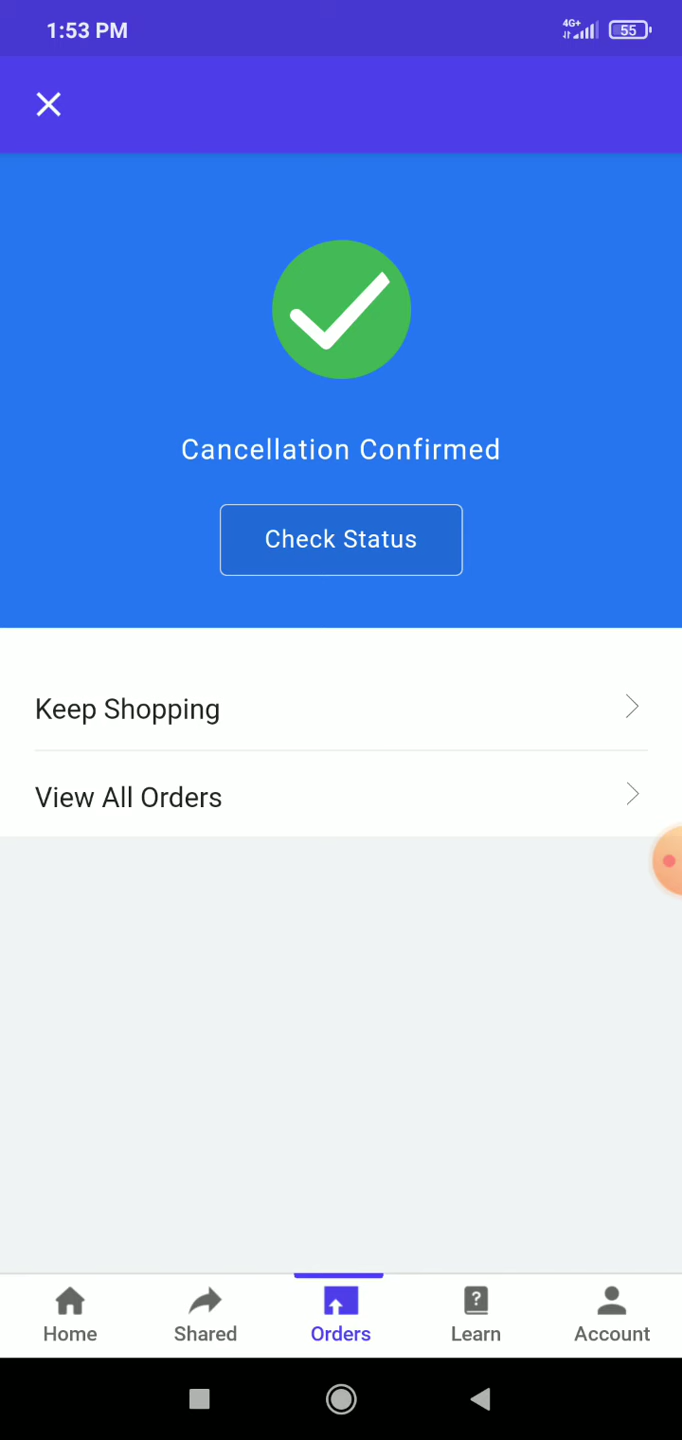 1:53 PM
4G+
55
Cancellation Confirmed
Check Status
Keep Shopping
View All Orders
?
Home
Shared
Orders
Learn
Account